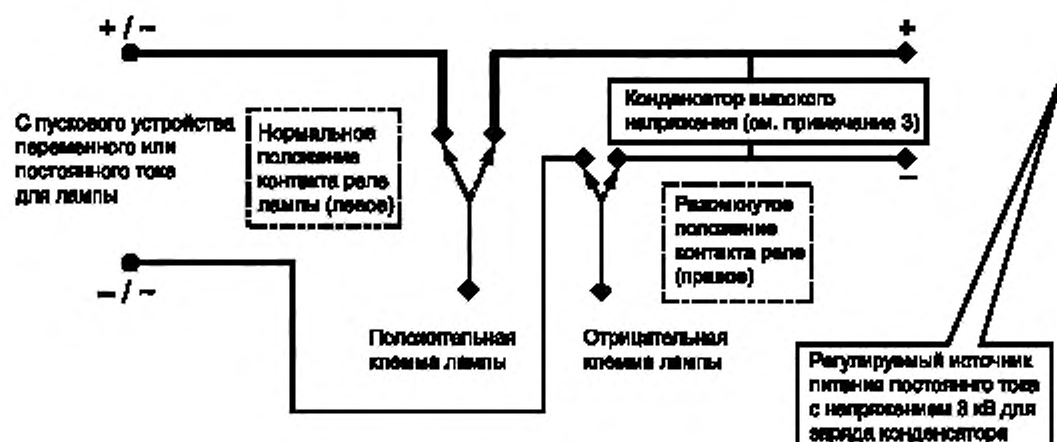 + / ~
+
С пускового устройства
переменного или
постоянного тока
для лампы
Нормальное
положение
контакта реле
лампы (левое)
Конденсатор высокого
напряжения (см. примечание 3)
–
Разомкнутое
положение
контакта реле
(правое)
– / ~
Положительная
клемма лампы
Отрицательная
клемма лампы
Регулируемый источник
питания постоянго тока
с напряжением 3 кВ для
заряда конденсатора